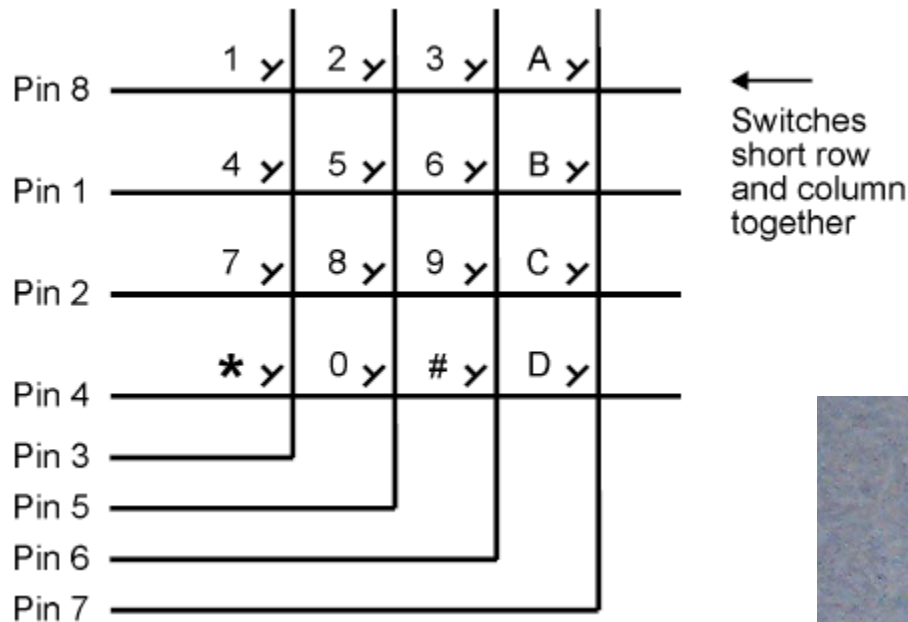 1 2 3 A
Pin 8
4 5 6 B
Pin 1
7 8 9 C
Pin 2
* 0 # D
Pin 4
Pin 3
Pin 5
Pin 6
Pin 7
Switches
short row
and column
together